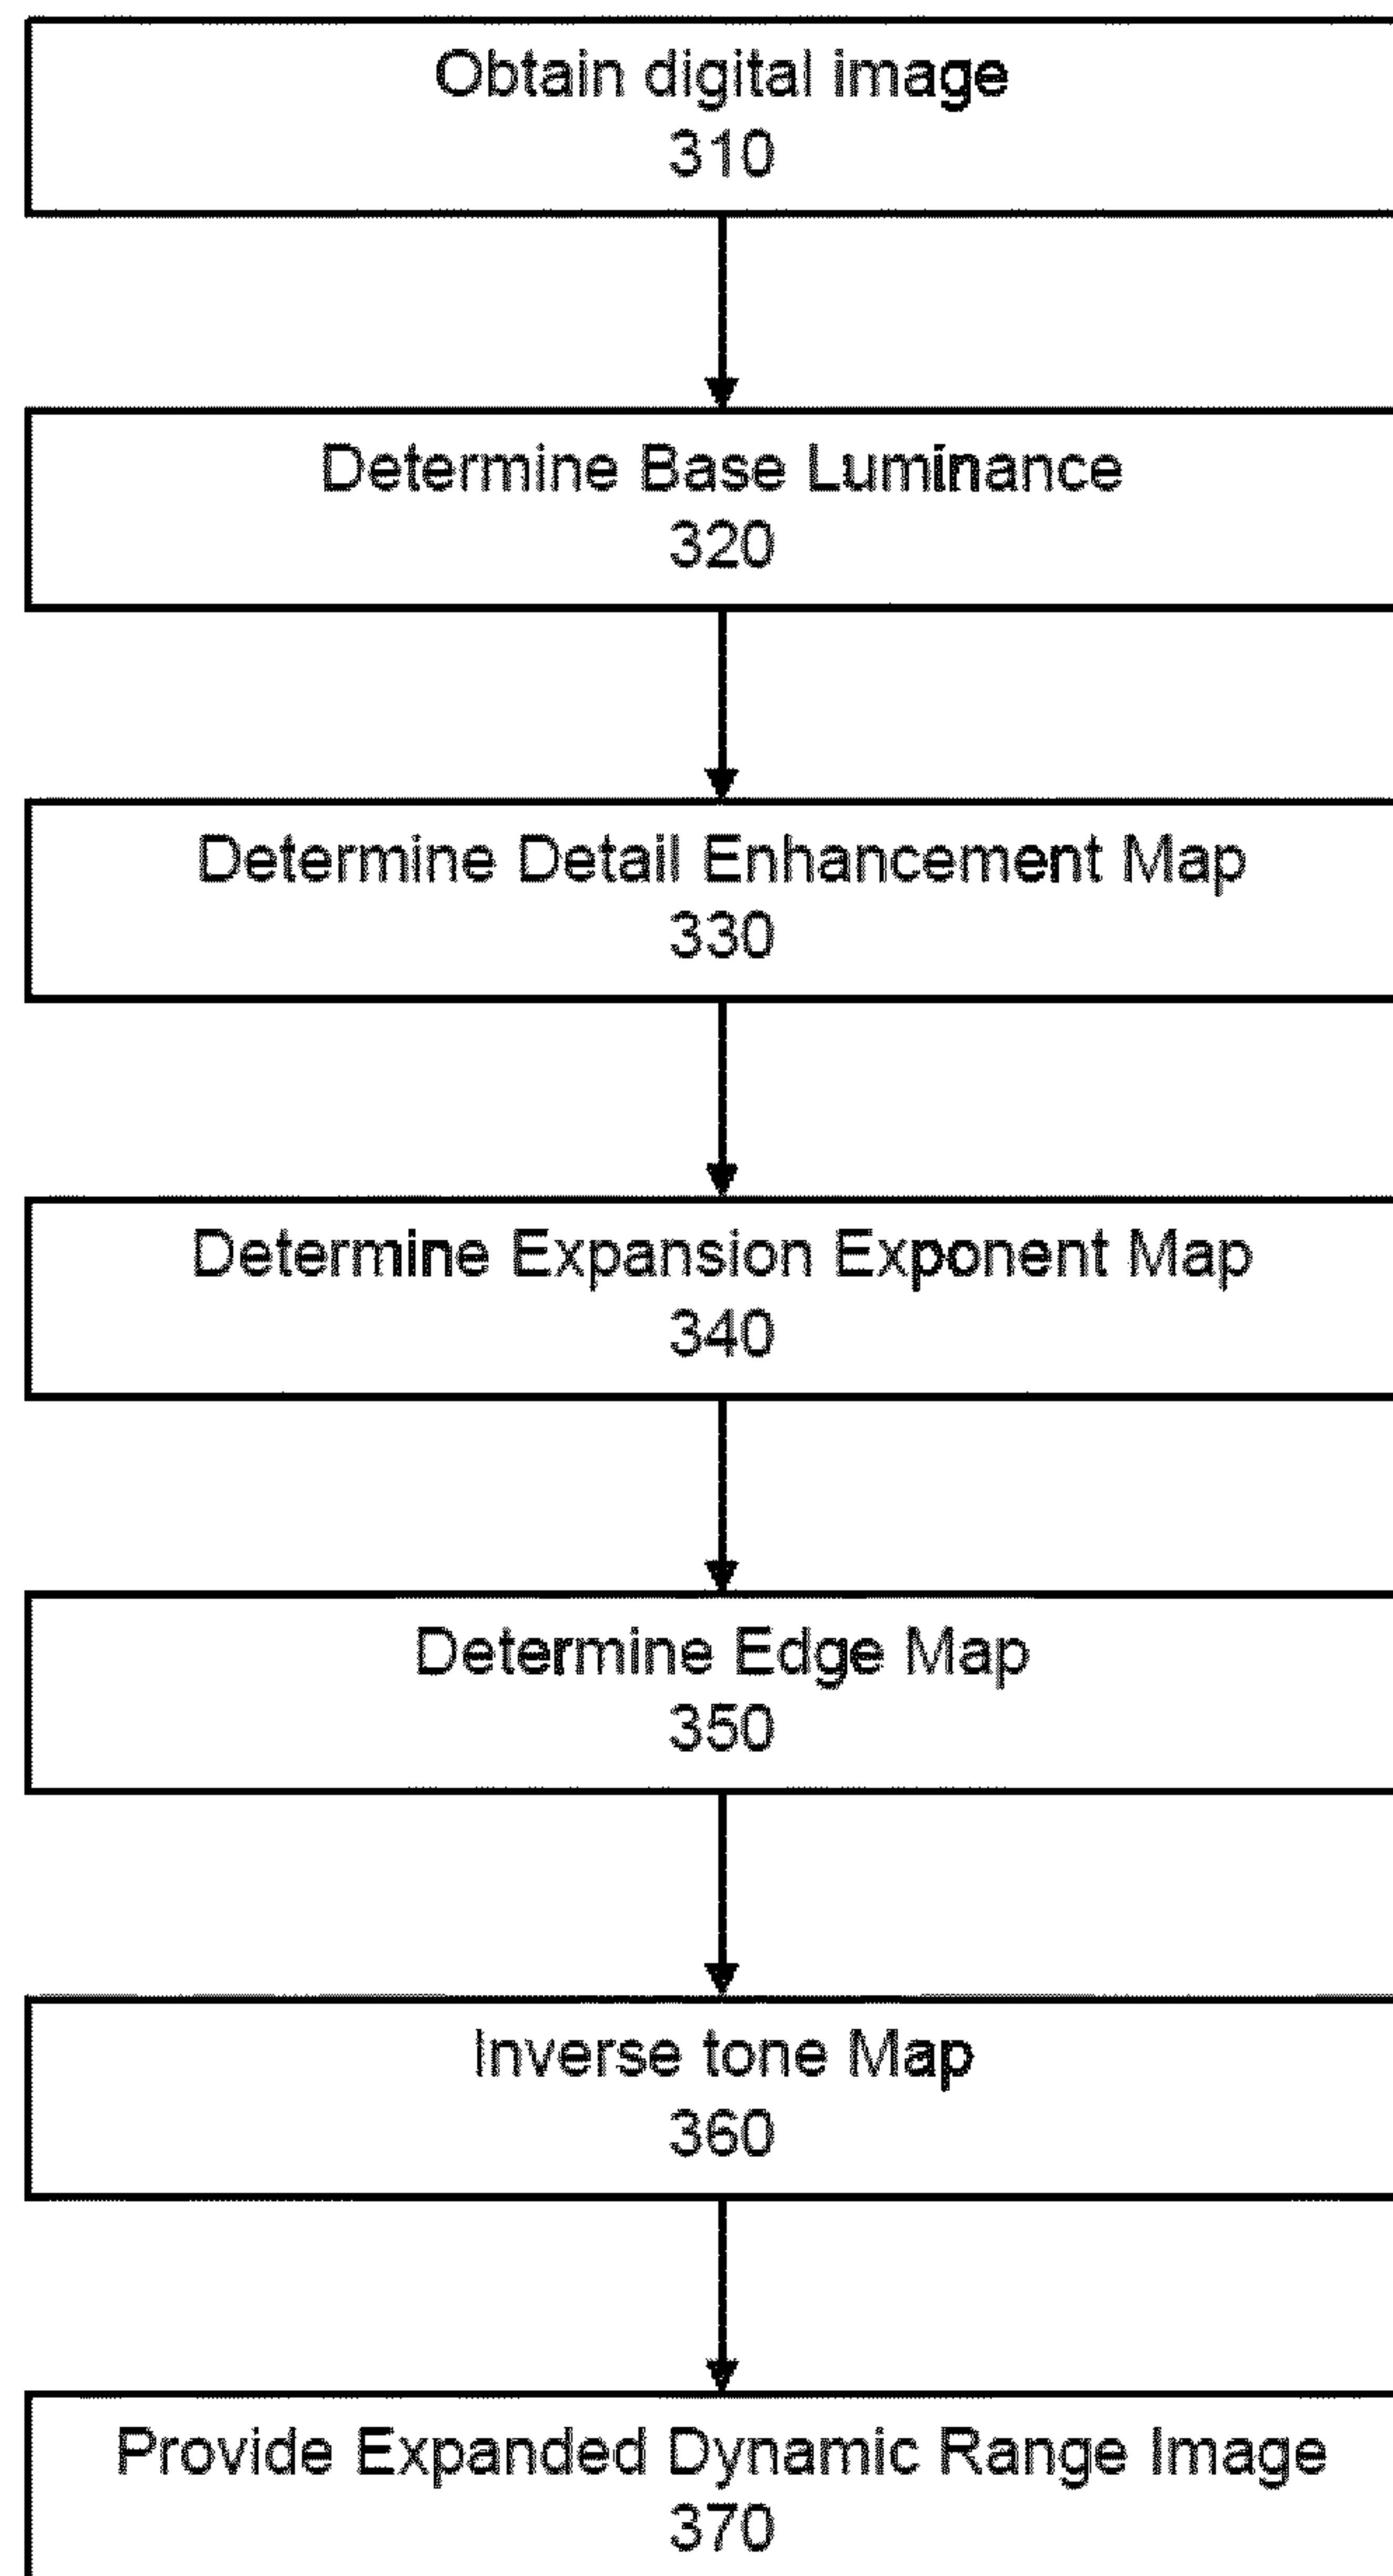 Obtain digital image
310
Determine Base Luminance
320
Determine Detail Enhancement Map
330
Determine Expansion Exponent Map
340
Determine Edge Map
350
Inverse tone Map
360
Provide Expanded Dynamic Range Image
370